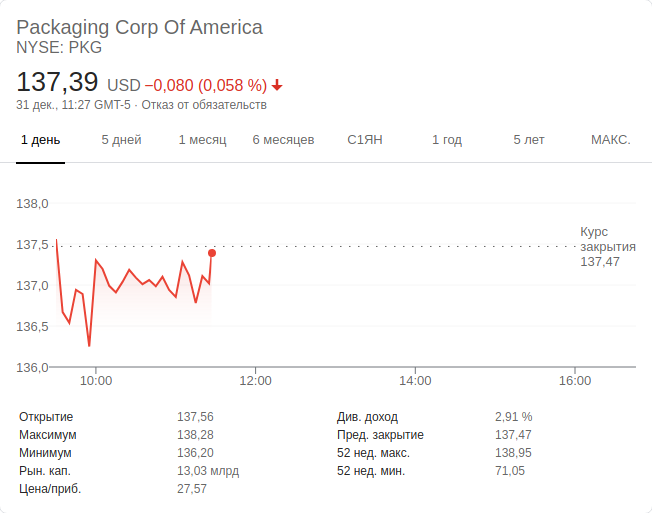 Packaging Corp Of America
NYSE: PKG
137,39 USD −0,080 (0,058 %)
31 дек., 11:27 GMT-5 · Отказ от обязательств
1 день 5 дней 1 месяц 6 месяцев С1ЯН 1 год 5 лет МАКС.
138,0
137,5
137,0
136,5
136,0
Курс
закрытия
137,47
10:00 12:00 14:00 16:00
Открытие 137,56 Див. доход 2,91 %
Максимум 138,28 Пред. закрытие 137,47
Минимум 136,20 52 нед. макс. 138,95
Рын. кап. 13,03 млрд 52 нед. мин. 71,05
Цена/приб. 27,57